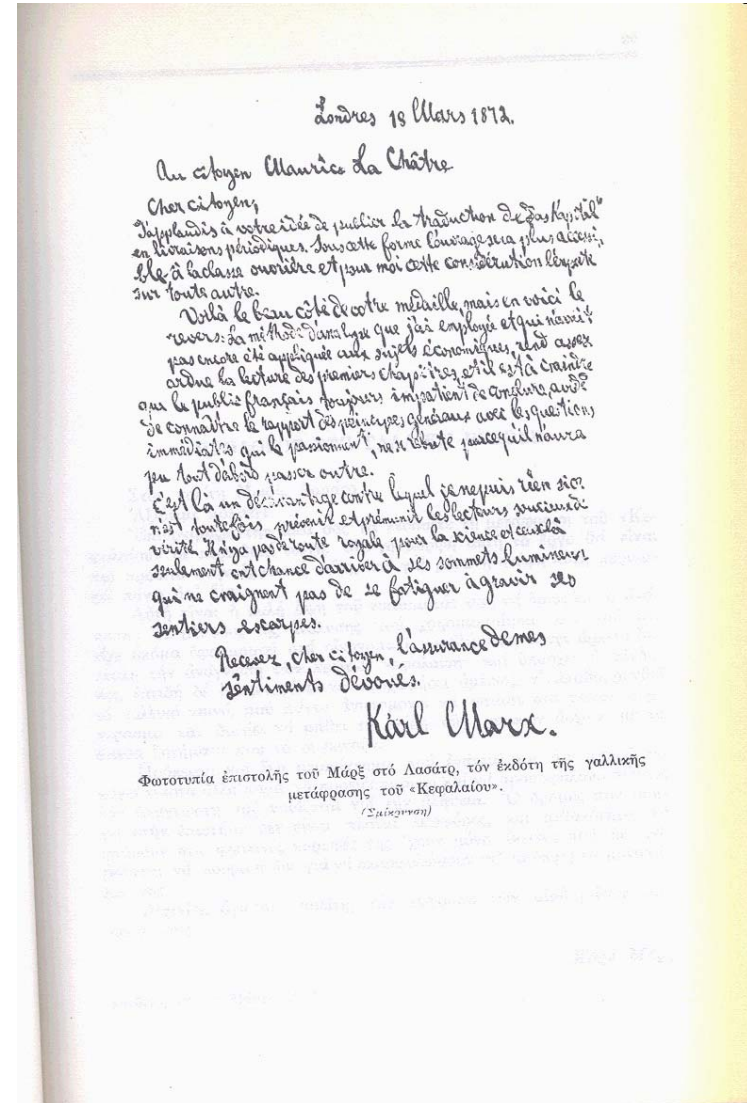 Londres 18 Mars 1872.
Au citoyen Maurice La Châtre
Cher citoyen,
J'applaudis à votre idée de publier la traduction de „Das Kapital“
en livraisons périodiques. Sous cette forme l'ouvrage sera plus accessi,
ble à la classe ouvrière et pour moi cette considération l'emporte
sur toute autre.
Voilà le beau côté de votre médaille, mais en voici le
revers: La méthode d'analyse que j'ai employée et qui n'avait
pas encore été appliquée aux sujets économiques, rend assez
ardue la lecture des premiers chapitres, et il est à craindre
que le public français toujours impatient de conclure, avide
de connaître le rapport des principes généraux avec les questions
immédiates qui le passionnent, ne se rebute parcequ'il n'aura
pu tout d'abord passer outre.
C'est là un désavantage contre lequel je ne puis rien si ce
n'est toutefois prévenir et prémunir les lecteurs soucieux de
vérité. Il n'y a pas de route royale pour la science et ceux là
seulement ont chance d'arriver à ses sommets lumineux
qui ne craignent pas de se fatiguer à gravir ses
sentiers escarpés.
Recevez, cher citoyen, l'assurance de mes
sentiments dévoués.
Karl Marx.
Φωτοτυπία ἐπιστολῆς τοῦ Μάρξ στό Λασάτρ, τόν ἐκδότη τῆς γαλλικῆς
μετάφρασης τοῦ «Κεφαλαίου».
(Σμίκρυνση)